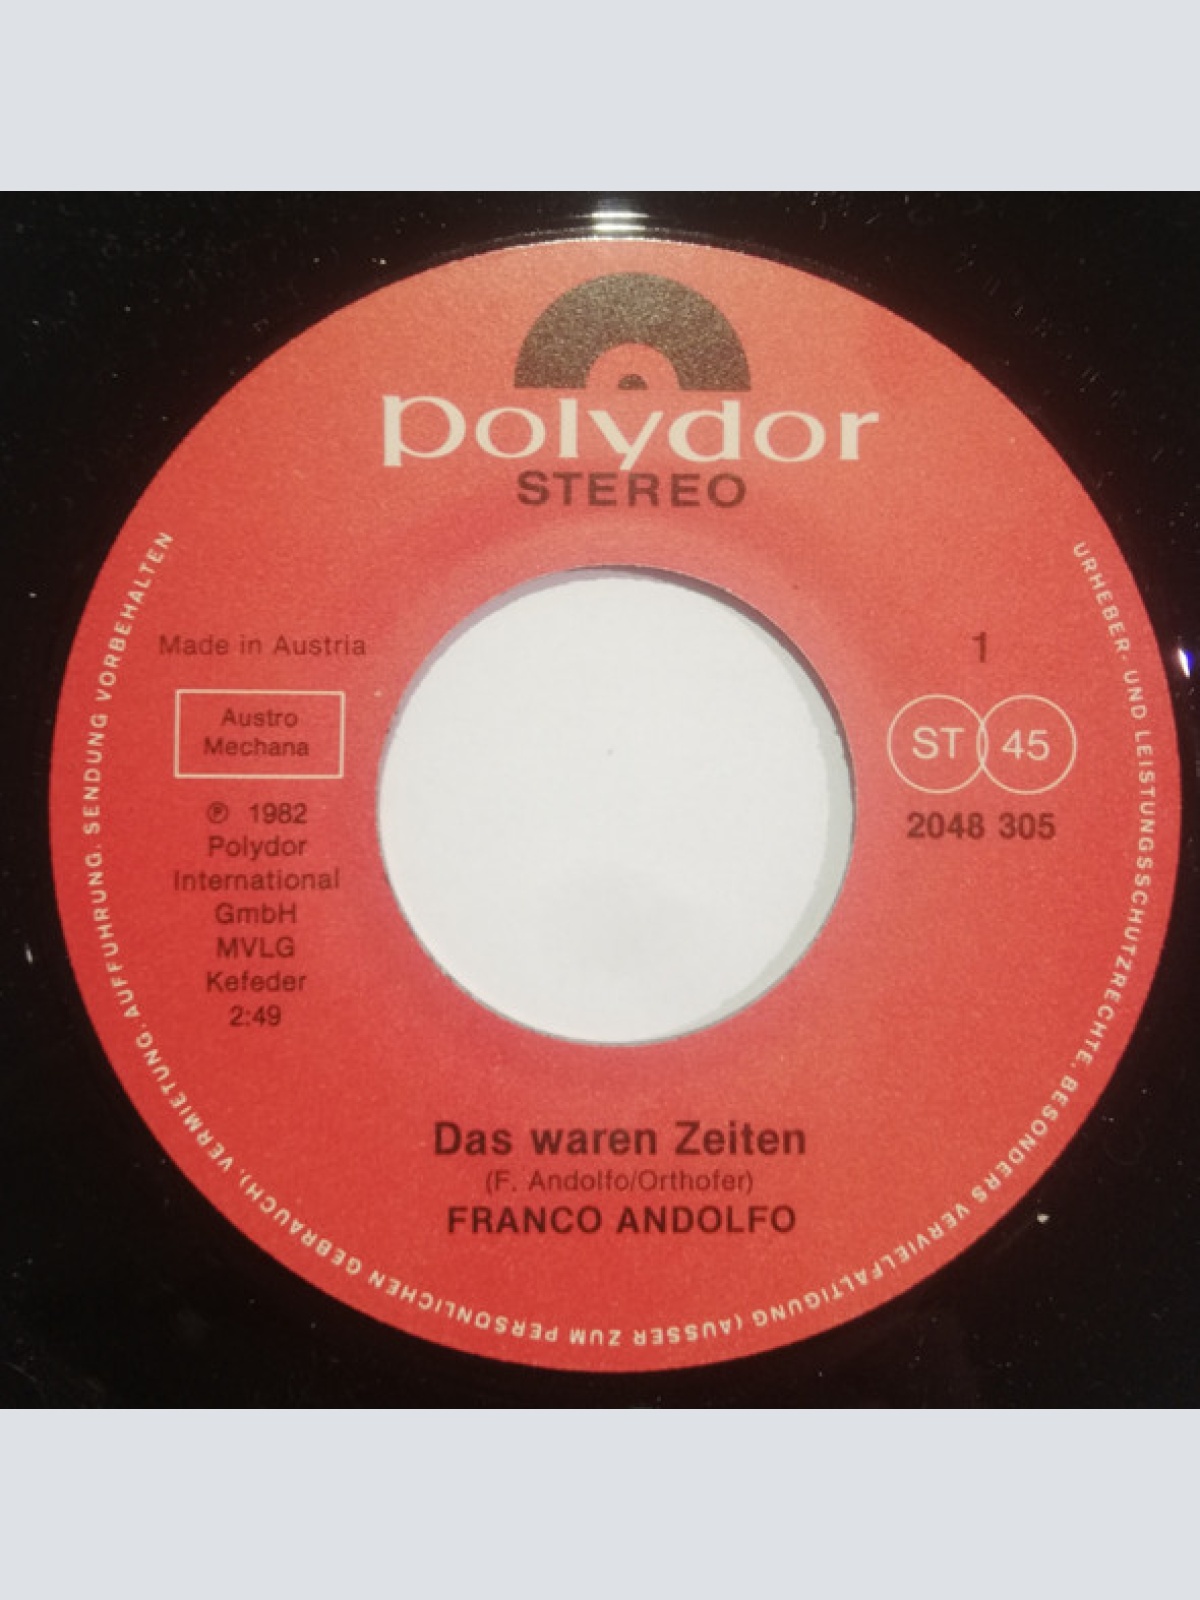 polydor
STEREO
Made in Austria
Austro
Mechana
℗ 1982
Polydor
International
GmbH
MVLG
Kefeder
2:49
1
ST 45
2048 305
Das waren Zeiten
(F. Andolfo/Orthofer)
FRANCO ANDOLFO
URHEBER- UND LEISTUNGSSCHUTZRECHTE, BESONDERS VERVIELFÄLTIGUNG (AUSSER ZUM PERSÖNLICHEN GEBRAUCH), VERMIETUNG, AUFFÜHRUNG, SENDUNG VORBEHALTEN